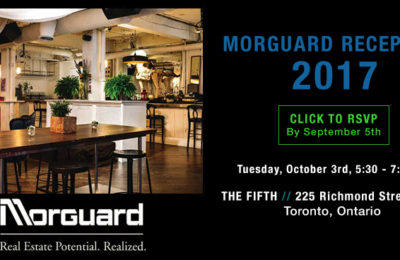 MORGUARD RECEP
2017
CLICK TO RSVP
By September 5th
Tuesday, October 3rd, 5:30 - 7:
THE FIFTH // 225 Richmond Stre
Toronto, Ontario
Morguard
Real Estate Potential. Realized.